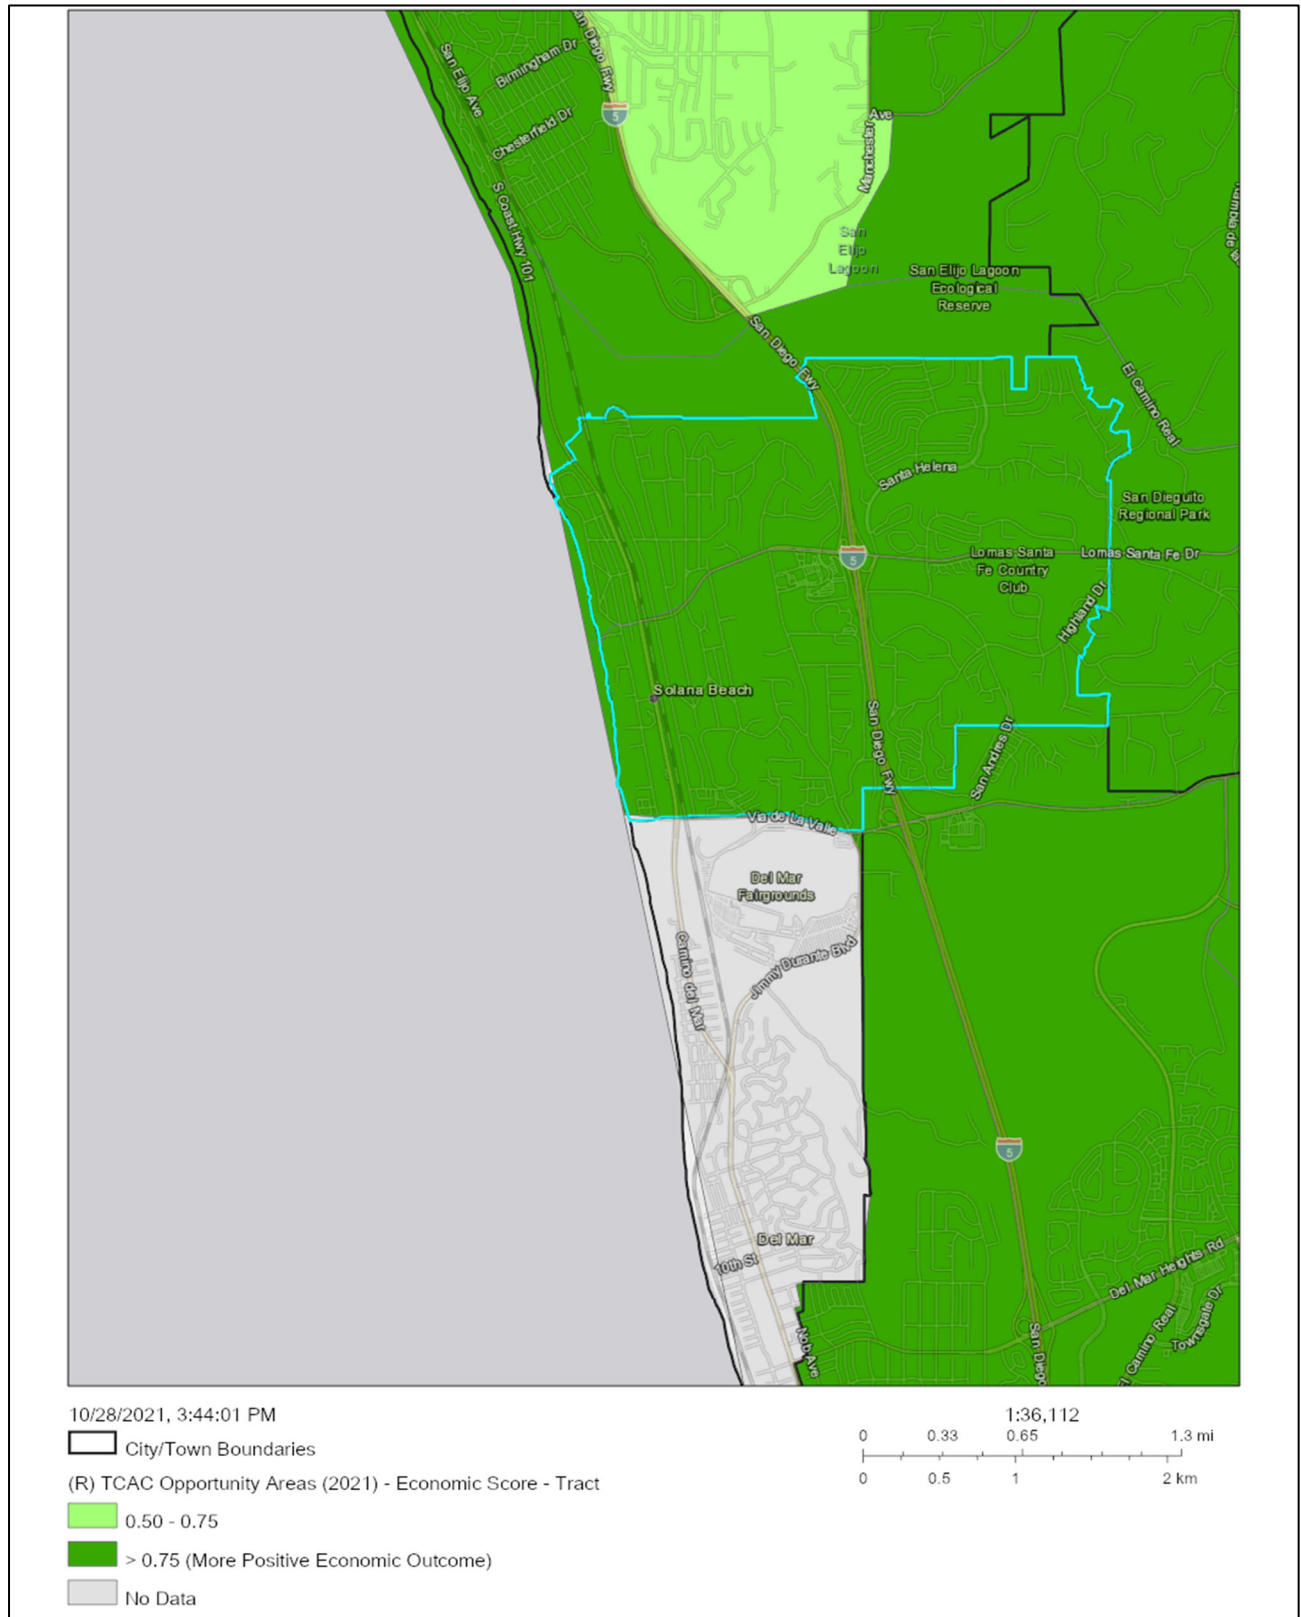 San Diego Fwy
San Elijo Ave
Birmingham Dr
5
Chesterfield Dr
Ave
Manchester
S Coast Hwy 101
San
Elijo
Lagoon
San Elijo Lagoon
Ecological
Reserve
San Diego Fwy
El Camino Real
Santa Helena
San Dieguito
Regional Park
5
Lomas Santa
Fe Country
Club
Lomas Santa Fe Dr
Highland Dr
Solana Beach
San Diego Fwy
San Andres Dr
Via de La Valle
Del Mar
Fairgrounds
Camino del Mar
Jimmy Durante Blvd
5
Del Mar
10th St
Del Mar Heights Rd
Nob Ave
San Diego
El Camino Real
Townsgate Dr
10/28/2021, 3:44:01 PM
1:36,112
City/Town Boundaries
0 0.33 0.65 1.3 mi
0 0.5 1 2 km
(R) TCAC Opportunity Areas (2021) - Economic Score - Tract
0.50 - 0.75
> 0.75 (More Positive Economic Outcome)
No Data